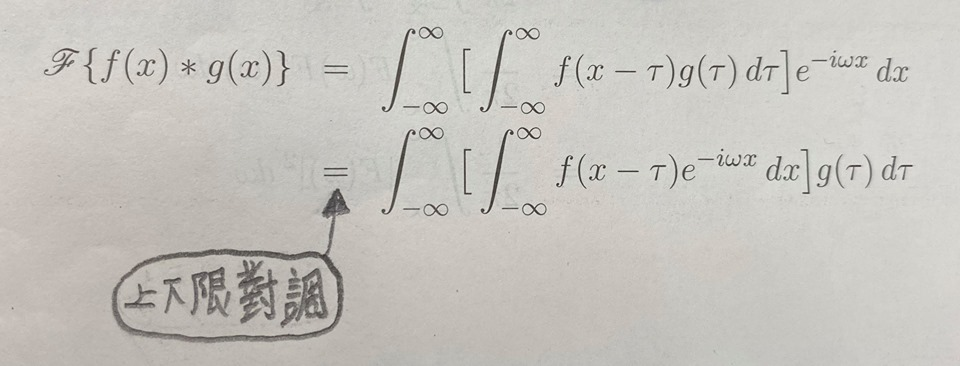 ℱ{f(x) ∗ g(x)} = ∫_{−∞}^{∞} [ ∫_{−∞}^{∞} f(x − τ)g(τ) dτ ] e^{−iωx} dx
= ∫_{−∞}^{∞} [ ∫_{−∞}^{∞} f(x − τ)e^{−iωx} dx ] g(τ) dτ
上下限對調